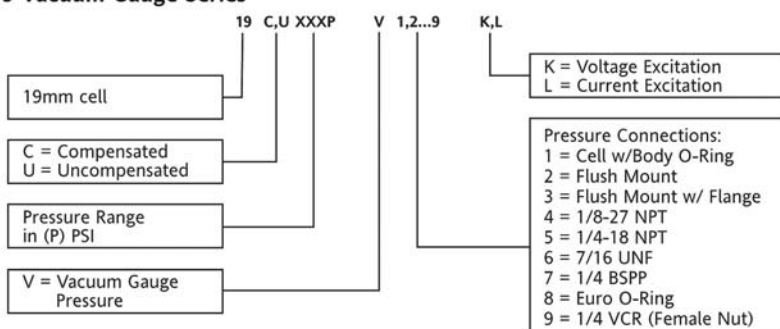 Vacuum Gauge Series
19 C,U XXXP V 1,2...9 K,L
19mm cell
C = Compensated
U = Uncompensated
Pressure Range
in (P) PSI
V = Vacuum Gauge
Pressure
K = Voltage Excitation
L = Current Excitation
Pressure Connections:
1 = Cell w/Body O-Ring
2 = Flush Mount
3 = Flush Mount w/ Flange
4 = 1/8-27 NPT
5 = 1/4-18 NPT
6 = 7/16 UNF
7 = 1/4 BSPP
8 = Euro O-Ring
9 = 1/4 VCR (Female Nut)